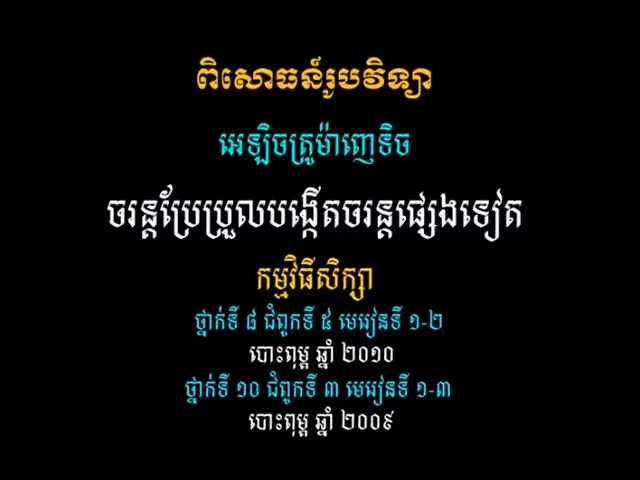 ពិសោធន៍រូបវិទ្យា
អេឡិចត្រូម៉ាញេទិច
ចរន្តប្រែប្រួលបង្កើតចរន្តផ្សេងទៀត
កម្មវិធីសិក្សា
ថ្នាក់ទី ៨ ជំពូកទី ៥ មេរៀនទី ១-២
បោះពុម្ព ឆ្នាំ ២០១០
ថ្នាក់ទី ១០ ជំពូកទី ៣ មេរៀនទី ១-៣
បោះពុម្ព ឆ្នាំ ២០០៩